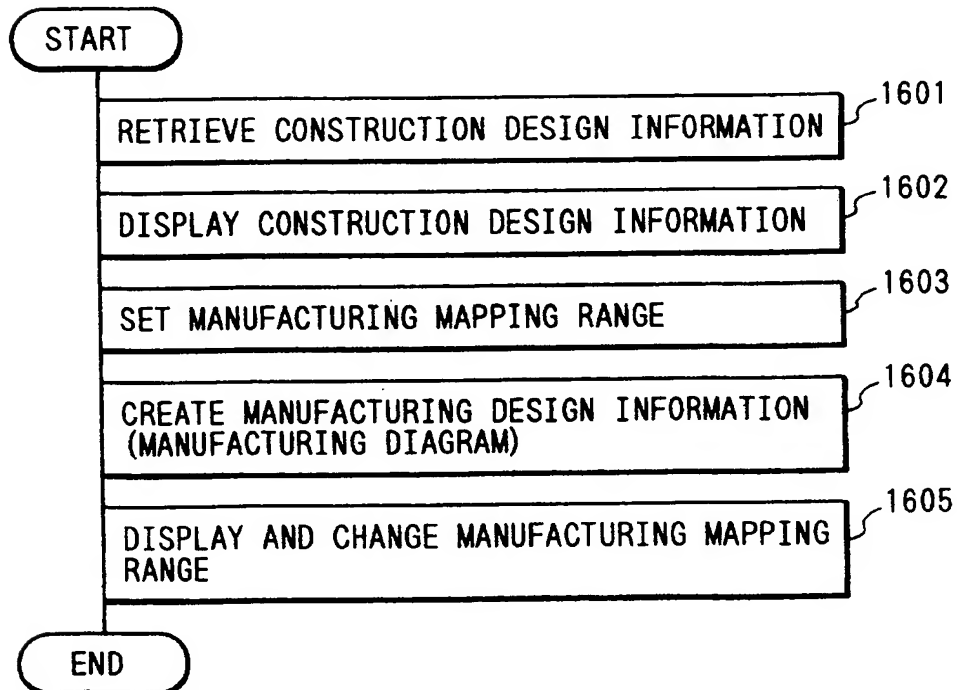 START
1601
RETRIEVE CONSTRUCTION DESIGN INFORMATION
1602
DISPLAY CONSTRUCTION DESIGN INFORMATION
1603
SET MANUFACTURING MAPPING RANGE
1604
CREATE MANUFACTURING DESIGN INFORMATION
(MANUFACTURING DIAGRAM)
1605
DISPLAY AND CHANGE MANUFACTURING MAPPING
RANGE
END